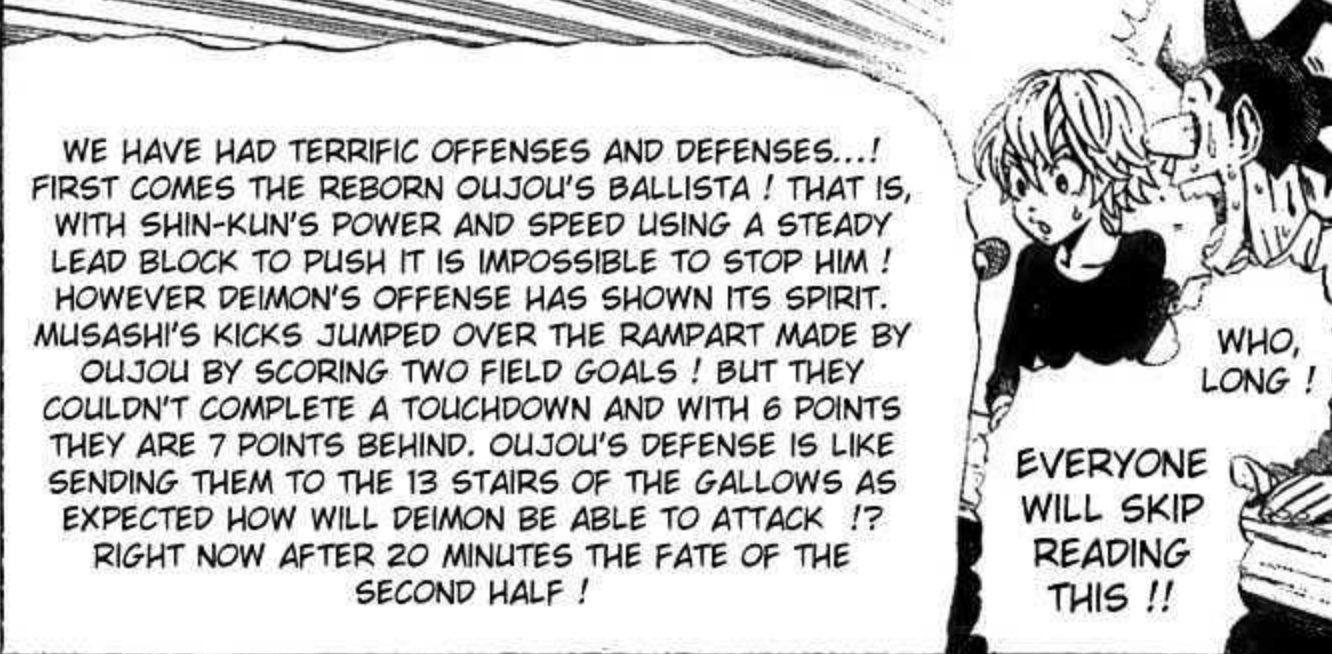 WE HAVE HAD TERRIFIC OFFENSES AND DEFENSES...!
FIRST COMES THE REBORN OUJOU'S BALLISTA ! THAT IS,
WITH SHIN-KUN'S POWER AND SPEED USING A STEADY
LEAD BLOCK TO PUSH IT IS IMPOSSIBLE TO STOP HIM !
HOWEVER DEIMON'S OFFENSE HAS SHOWN ITS SPIRIT.
MUSASHI'S KICKS JUMPED OVER THE RAMPART MADE BY
OUJOU BY SCORING TWO FIELD GOALS ! BUT THEY
COULDN'T COMPLETE A TOUCHDOWN AND WITH 6 POINTS
THEY ARE 7 POINTS BEHIND. OUJOU'S DEFENSE IS LIKE
SENDING THEM TO THE 13 STAIRS OF THE GALLOWS AS
EXPECTED HOW WILL DEIMON BE ABLE TO ATTACK !?
RIGHT NOW AFTER 20 MINUTES THE FATE OF THE
SECOND HALF !
WHO,
LONG !
EVERYONE
WILL SKIP
READING
THIS !!